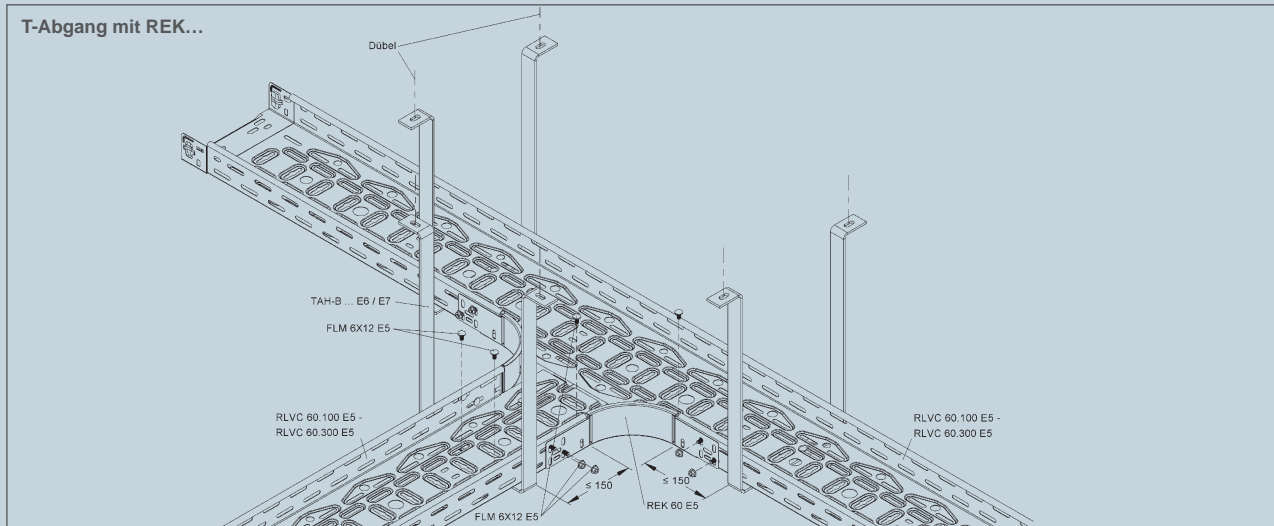 T-Abgang mit REK...
Dübel
TAH-B ... E6 / E7
FLM 6X12 E5
RLVC 60.100 E5 -
RLVC 60.300 E5
RLVC 60.100 E5 -
RLVC 60.300 E5
≤ 150
≤ 150
REK 60 E5
FLM 6X12 E5